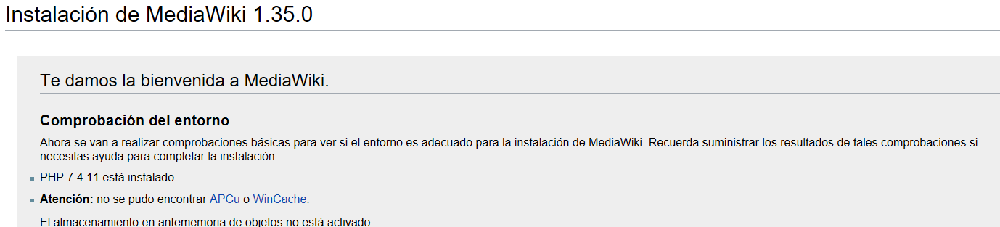 Instalación de MediaWiki 1.35.0
Te damos la bienvenida a MediaWiki.
Comprobación del entorno
Ahora se van a realizar comprobaciones básicas para ver si el entorno es adecuado para la instalación de MediaWiki. Recuerda suministrar los resultados de tales comprobaciones si
necesitas ayuda para completar la instalación.
PHP 7.4.11 está instalado.
Atención: no se pudo encontrar APCu o WinCache.
El almacenamiento en antememoria de objetos no está activado.